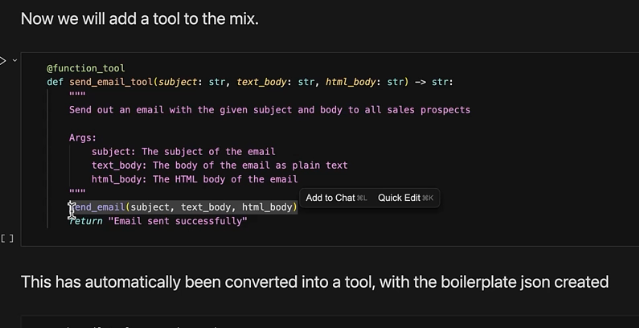 Now we will add a tool to the mix.
@function_tool
def send_email_tool(subject: str, text_body: str, html_body: str) -> str:
"""
Send out an email with the given subject and body to all sales prospects
Args:
subject: The subject of the email
text_body: The body of the email as plain text
html_body: The HTML body of the email
"""
Add to Chat ⌘L Quick Edit ⌘K
send_email(subject, text_body, html_body)
return "Email sent successfully"
[ ]
This has automatically been converted into a tool, with the boilerplate json created